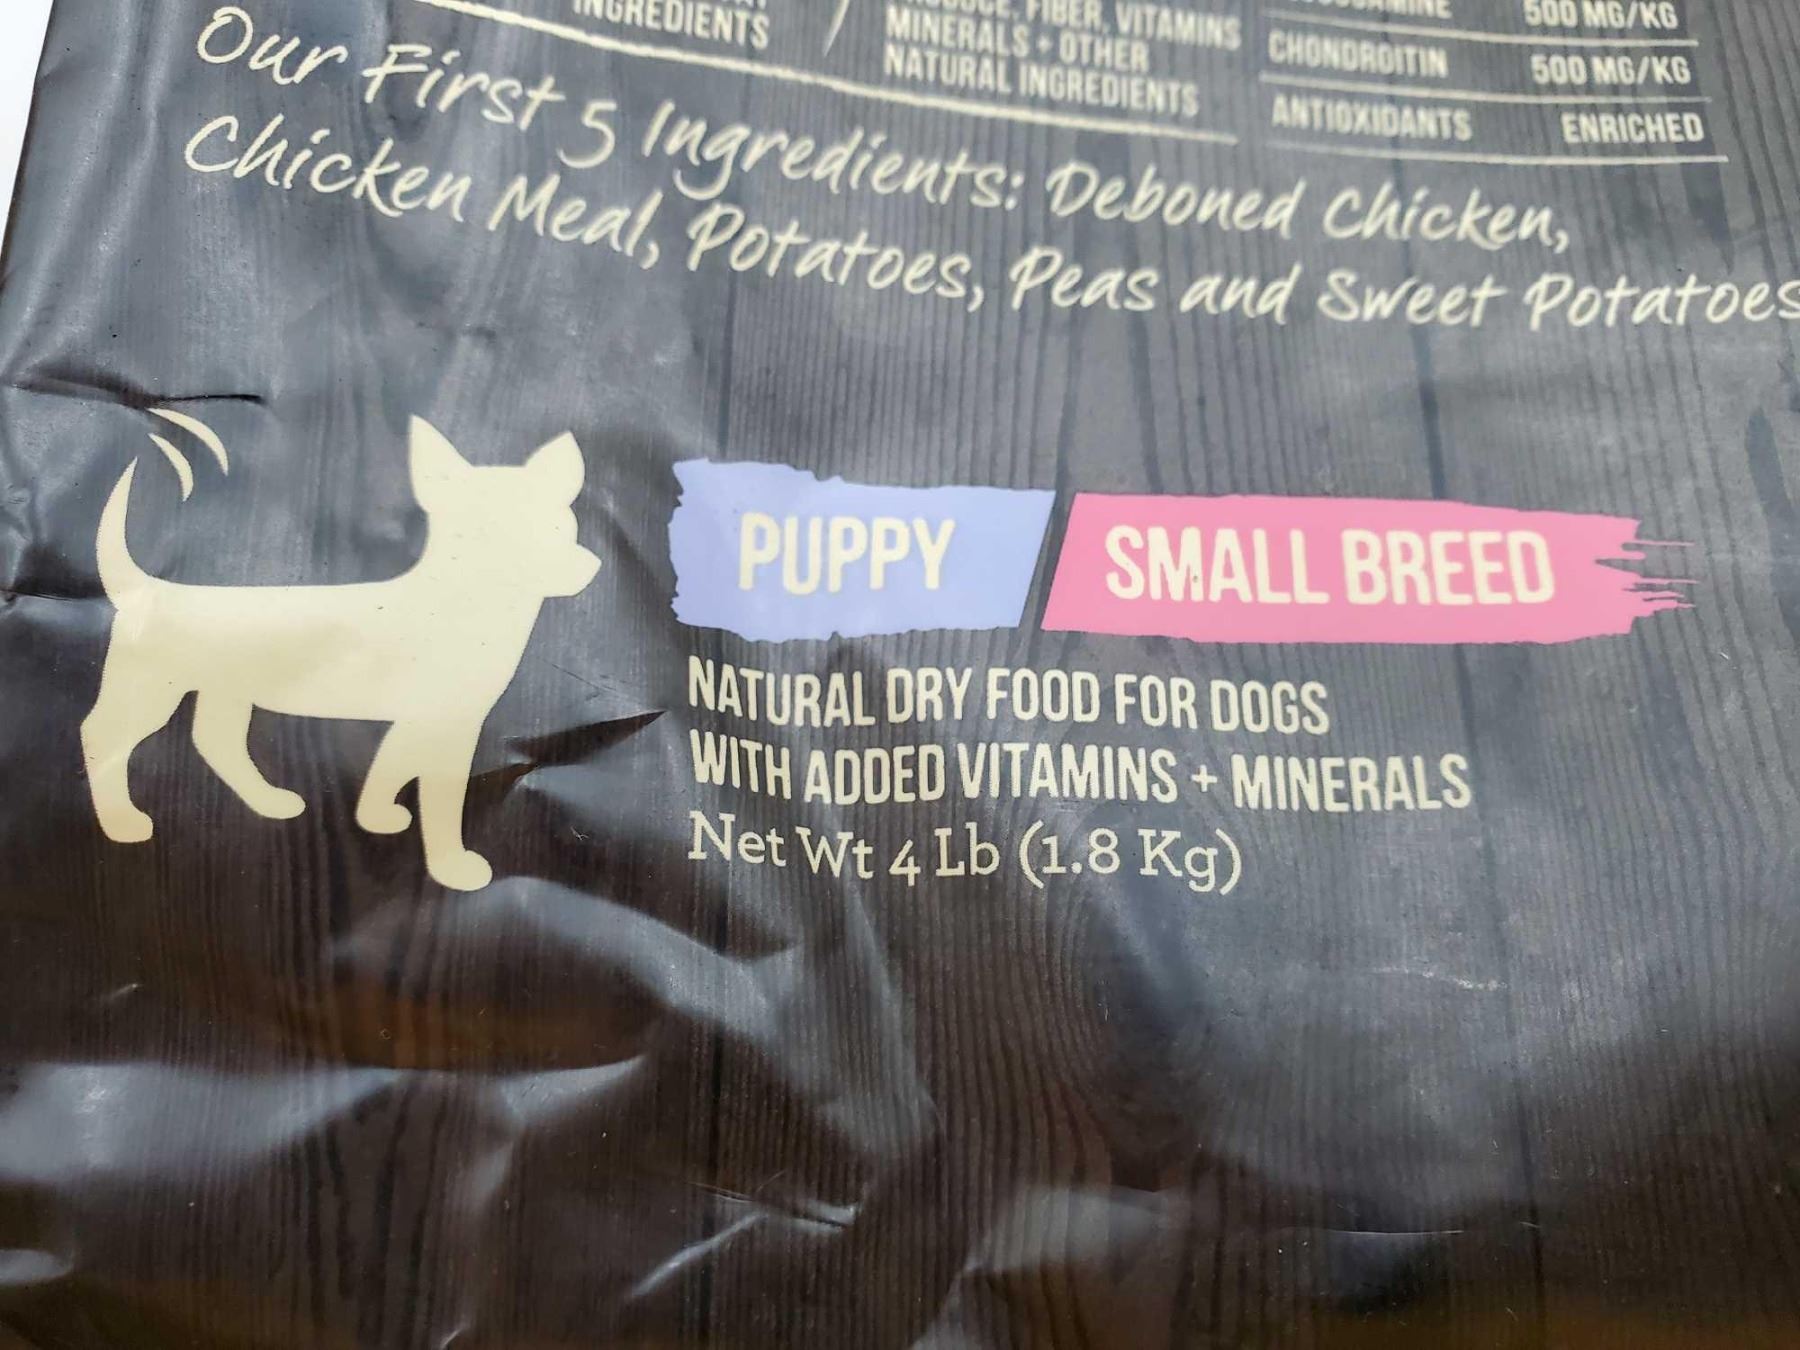 INGREDIENTS
FIBER, VITAMINS
MINERALS + OTHER
NATURAL INGREDIENTS
500 MG/KG
CHONDROITIN 500 MG/KG
ANTIOXIDANTS ENRICHED
Our First 5 Ingredients: Deboned Chicken,
Chicken Meal, Potatoes, Peas and Sweet Potatoes
PUPPY SMALL BREED
NATURAL DRY FOOD FOR DOGS
WITH ADDED VITAMINS + MINERALS
Net Wt 4 Lb (1.8 Kg)